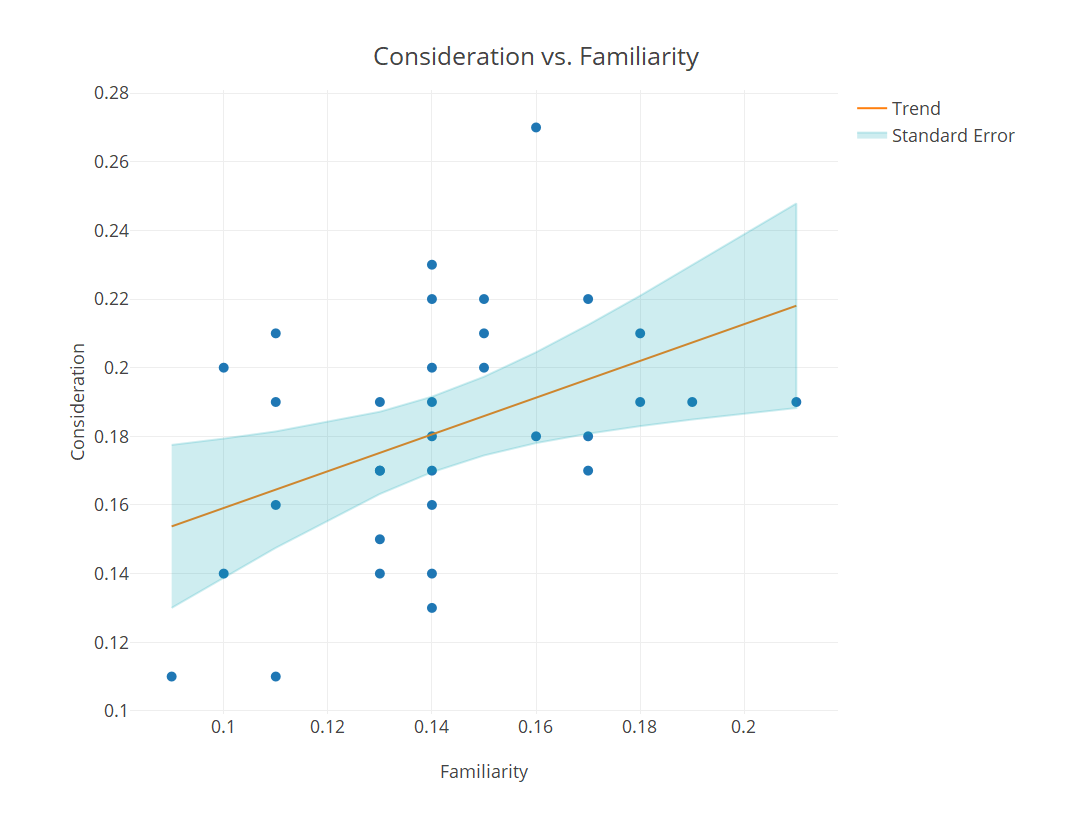 Consideration vs. Familiarity
0.28
0.26
0.24
0.22
0.2
0.18
0.16
0.14
0.12
0.1
Consideration
0.1 0.12 0.14 0.16 0.18 0.2
Familiarity
Trend
Standard Error